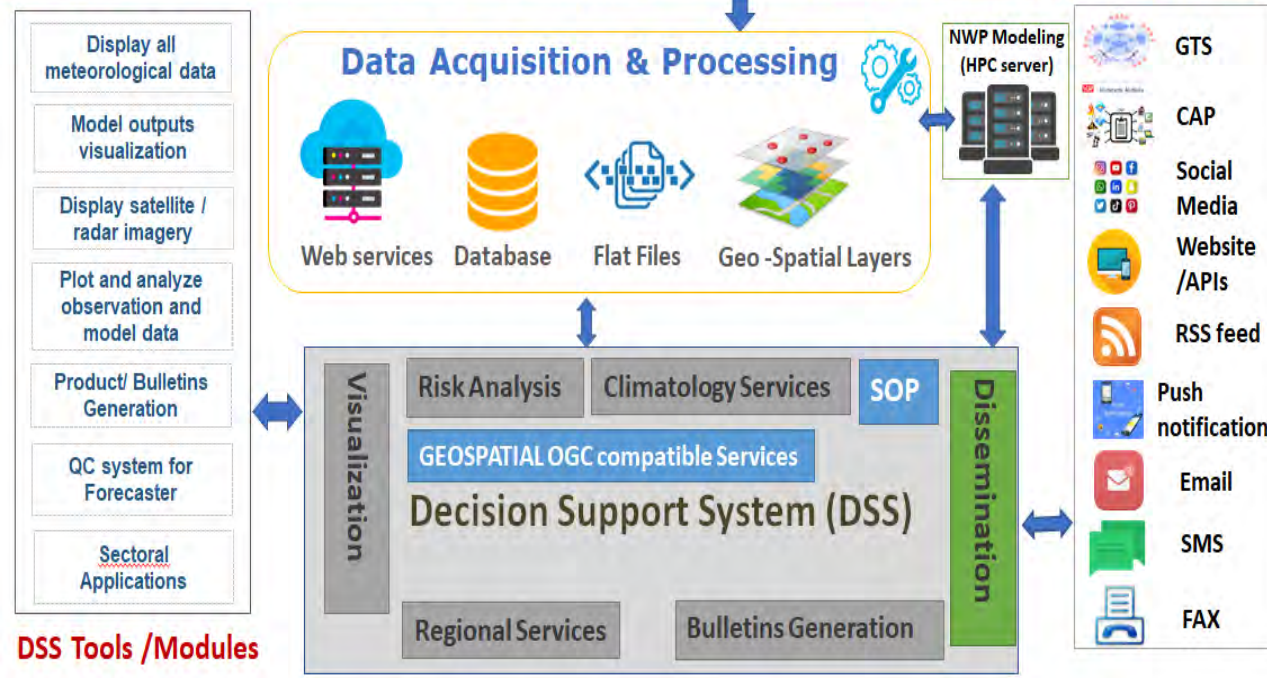 Display all
meteorological data
Model outputs
visualization
Display satellite /
radar imagery
Plot and analyze
observation and
model data
Product/ Bulletins
Generation
QC system for
Forecaster
Sectoral
Applications
DSS Tools /Modules
Data Acquisition & Processing
Web services
Database
Flat Files
Geo -Spatial Layers
NWP Modeling
(HPC server)
Visualization
Risk Analysis
Climatology Services
SOP
GEOSPATIAL OGC compatible Services
Decision Support System (DSS)
Regional Services
Bulletins Generation
Dissemination
GTS
CAP
Social
Media
Website
/APIs
RSS feed
Push
notification
Email
SMS
FAX